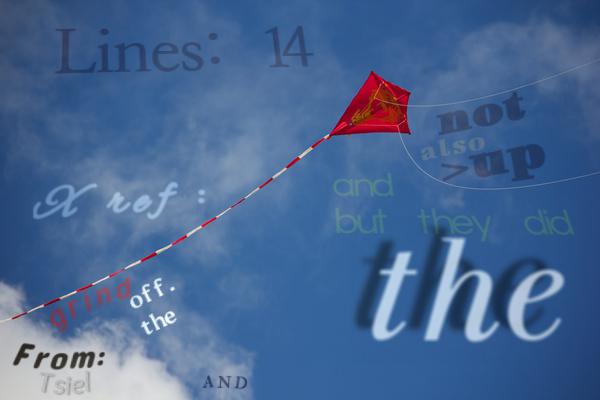 Lines: 14
not
also
>up
and
but they did
X ref :
the
grind off.
the
From:
Tsiel
AND